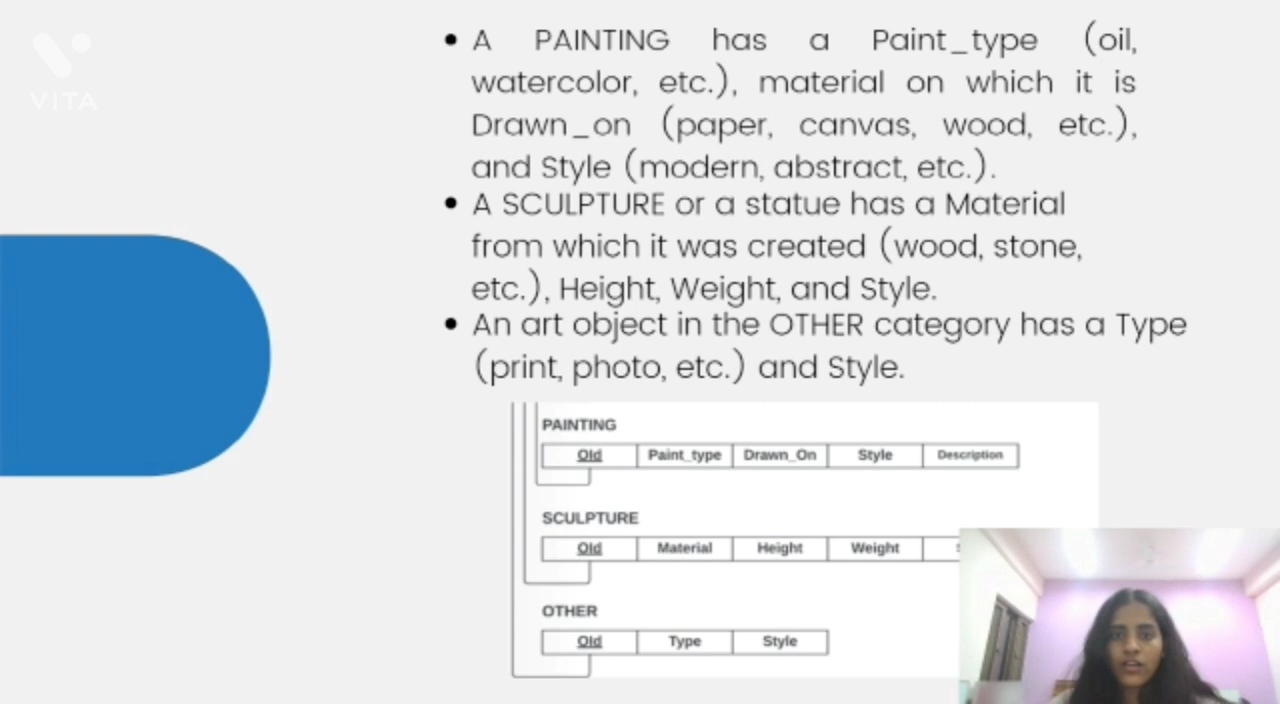 VITA
• A PAINTING has a Paint_type (oil,
watercolor, etc.), material on which it is
Drawn_on (paper, canvas, wood, etc.),
and Style (modern, abstract, etc.).
• A SCULPTURE or a statue has a Material
from which it was created (wood, stone,
etc.), Height, Weight, and Style.
• An art object in the OTHER category has a Type
(print, photo, etc.) and Style.
PAINTING
OId Paint_type Drawn_On Style Description
SCULPTURE
OId Material Height Weight
OTHER
OId Type Style